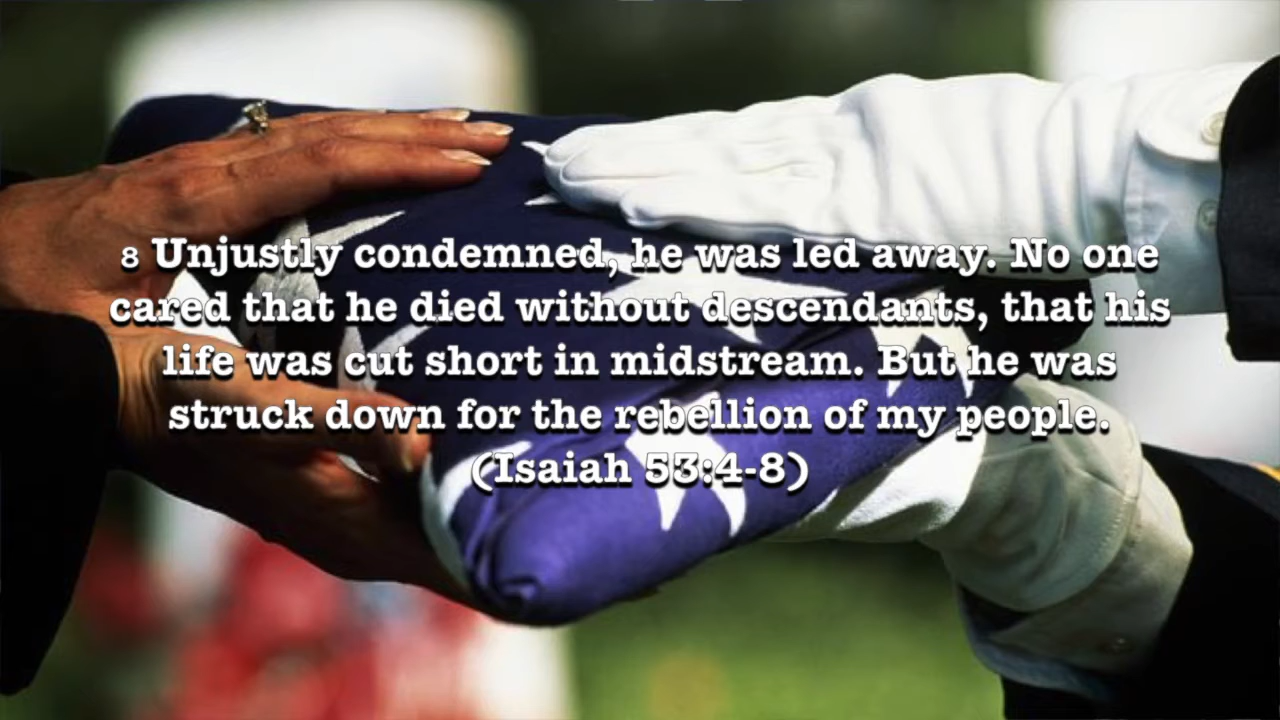 8 Unjustly condemned, he was led away. No one
cared that he died without descendants, that his
life was cut short in midstream. But he was
struck down for the rebellion of my people.
(Isaiah 53:4-8)